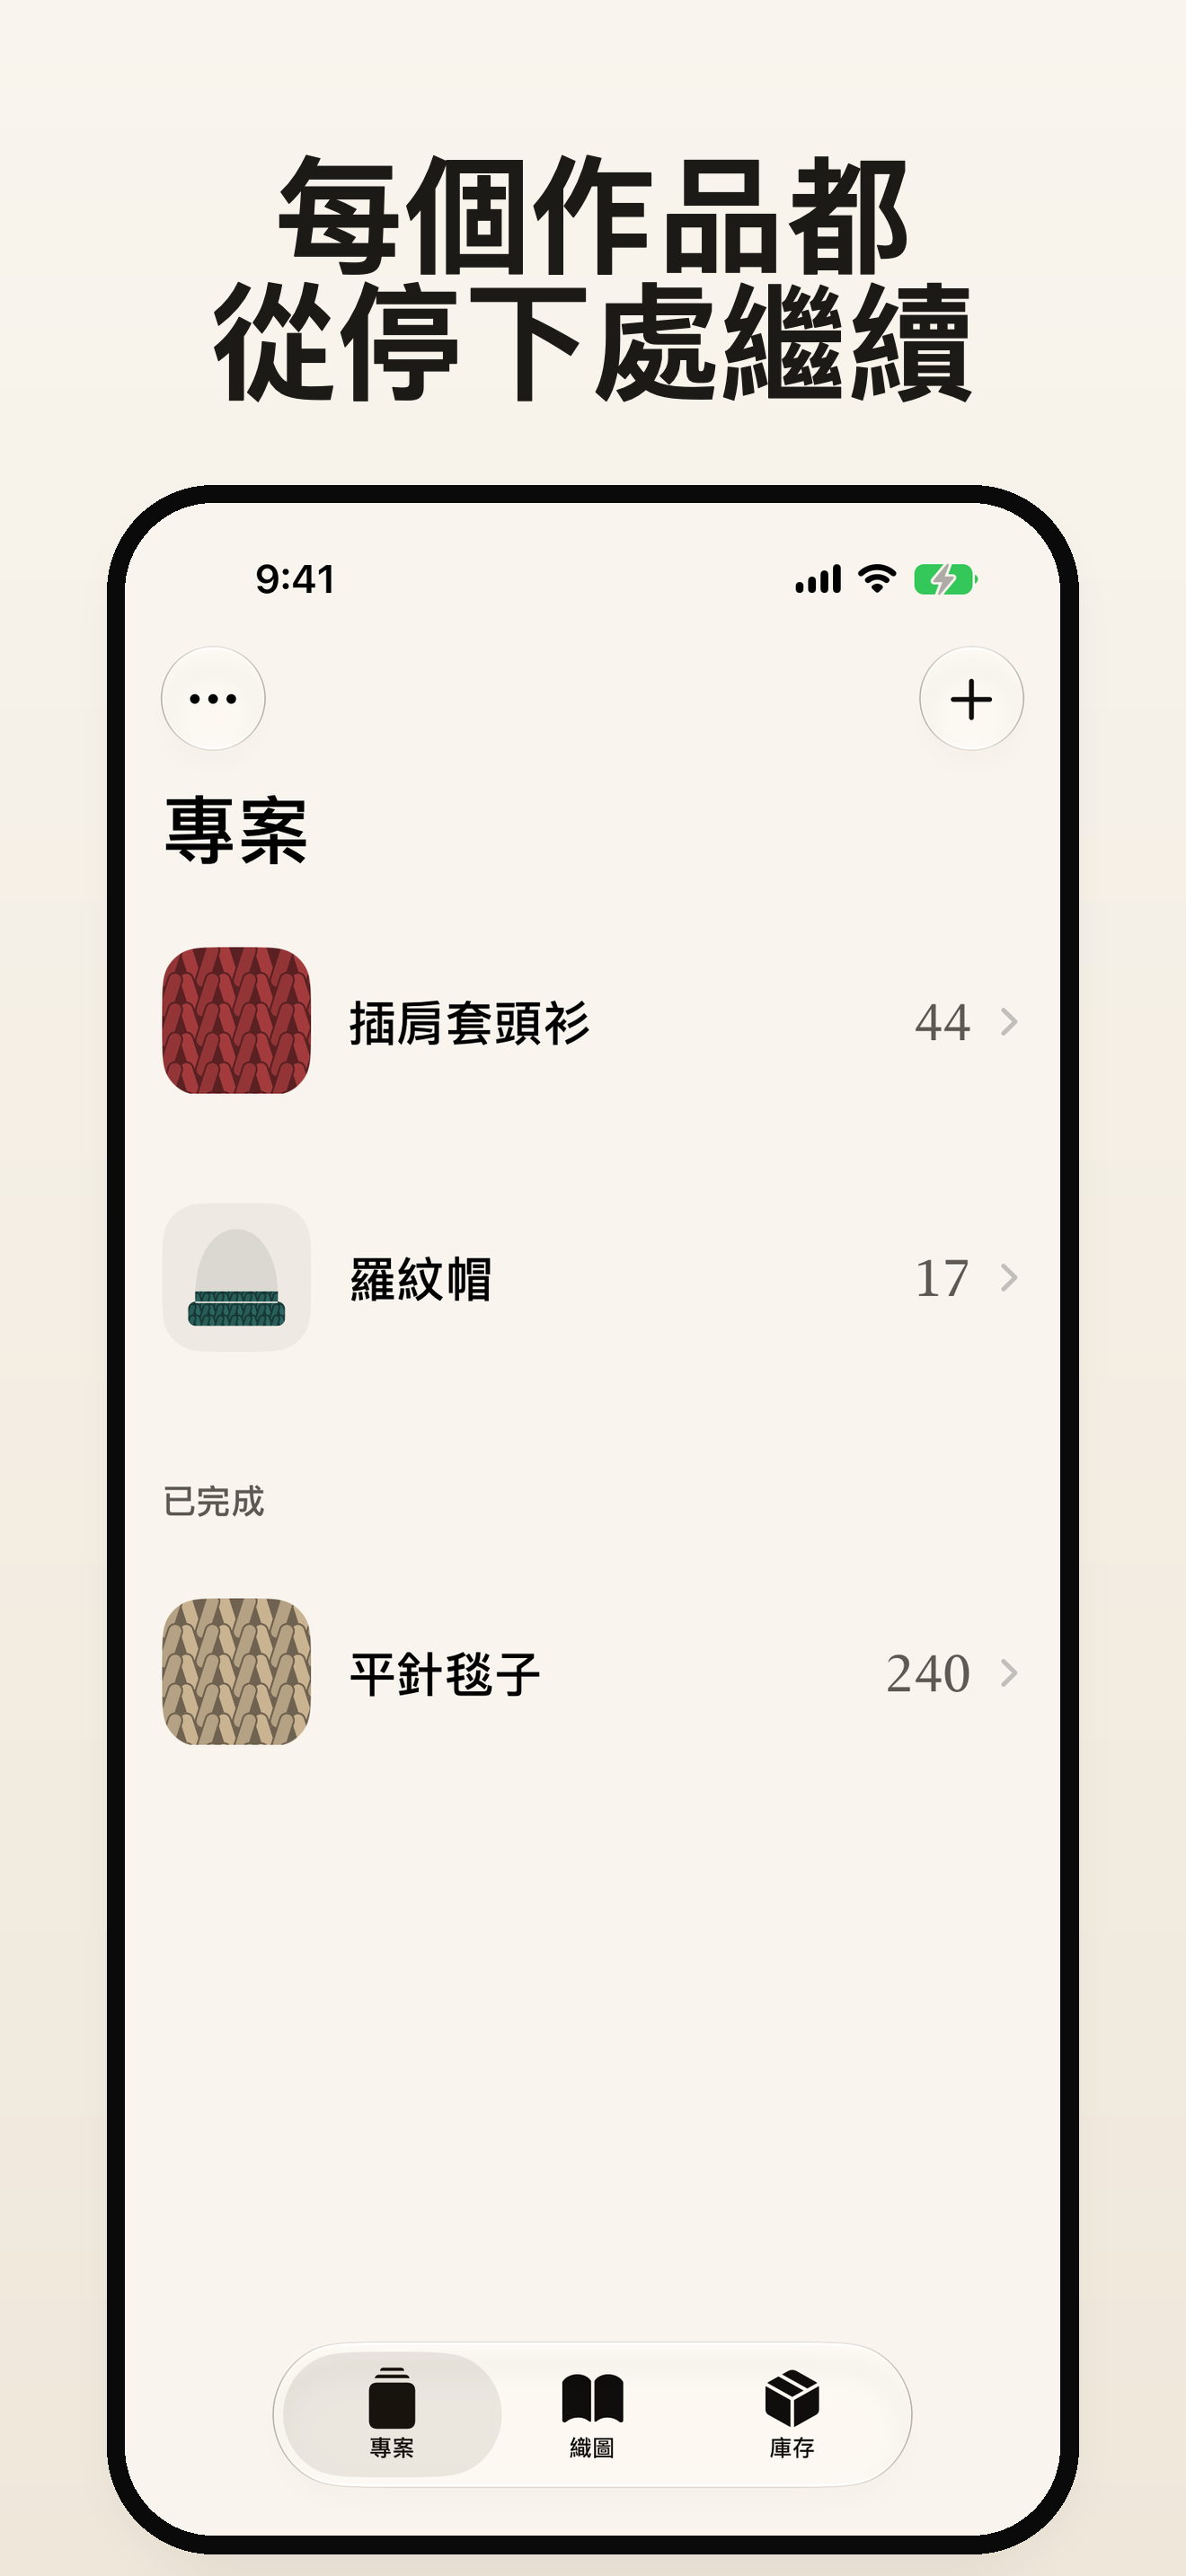 每個作品都
從停下處繼續
9:41
專案
插肩套頭衫 44
羅紋帽 17
已完成
平針毯子 240
專案 織圖 庫存